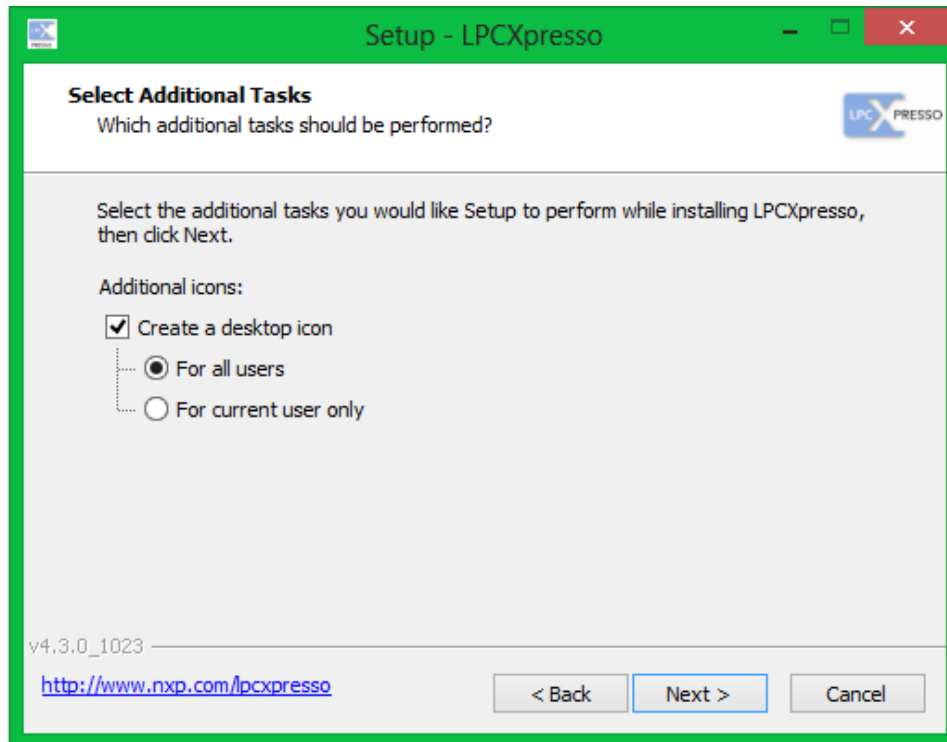 Setup - LPCXpresso
Select Additional Tasks
Which additional tasks should be performed?
LPC XPRESSO
Select the additional tasks you would like Setup to perform while installing LPCXpresso,
then click Next.
Additional icons:
Create a desktop icon
For all users
For current user only
v4.3.0_1023
http://www.nxp.com/lpcxpresso
< Back
Next >
Cancel